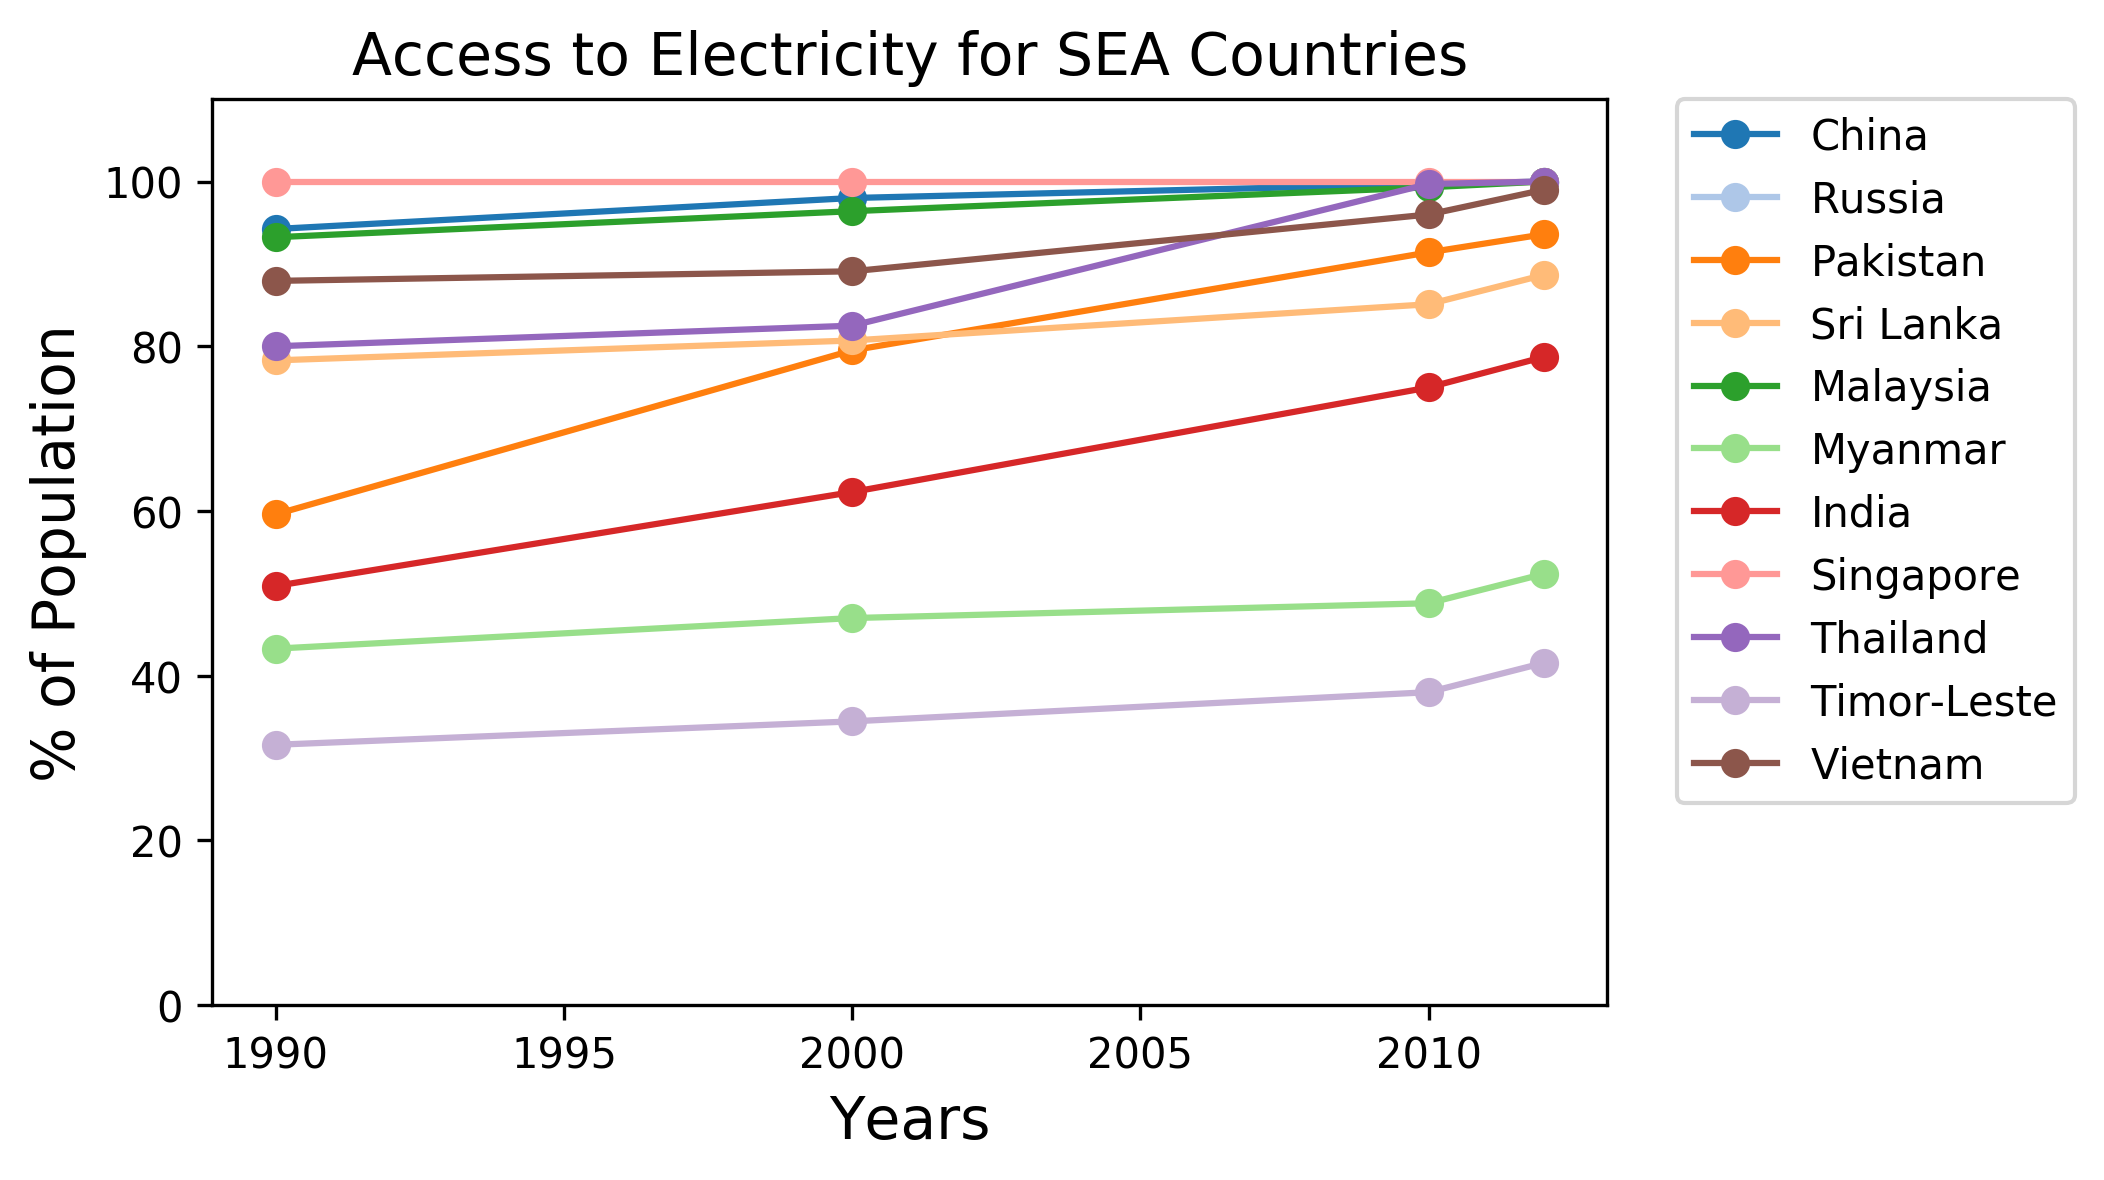 Access to Electricity for SEA Countries
% of Population
100
80
60
40
20
0
1990 1995 2000 2005 2010
Years
China
Russia
Pakistan
Sri Lanka
Malaysia
Myanmar
India
Singapore
Thailand
Timor-Leste
Vietnam